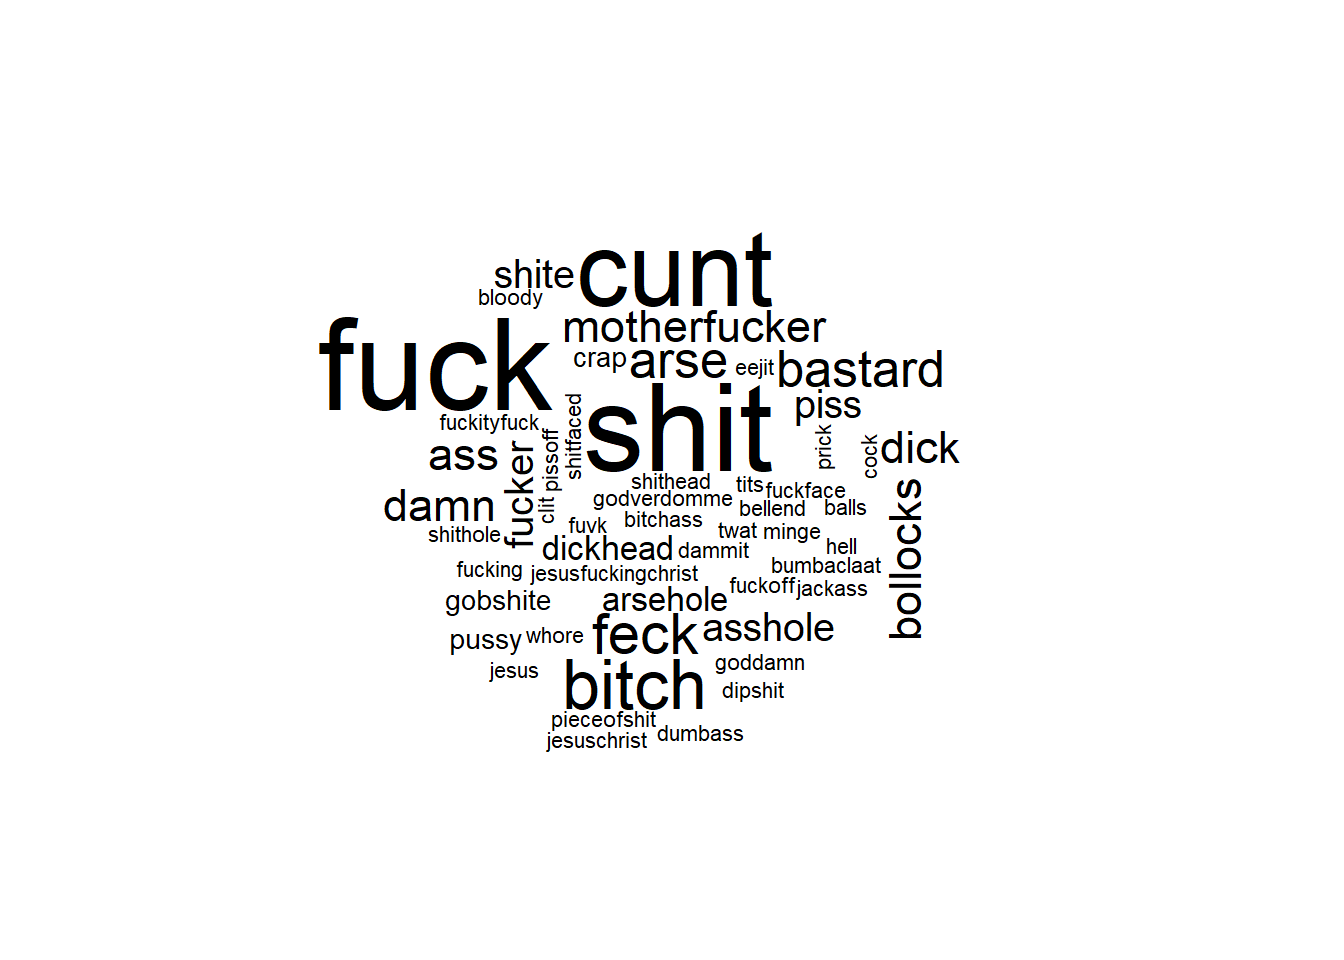 cunt
shite
bloody
motherfucker
fuck
crap
arse
eejit
bastard
shit
piss
fuckityfuck
shitfaced
pissoff
prick
cock
dick
ass
fucker
clit
shithead
tits
fuckface
godverdomme
bellend
balls
bollocks
damn
bitchass
fuvk
twat
minge
shithole
dickhead
dammit
hell
bumbaclaat
fucking
jesusfuckingchrist
fuckoff
jackass
gobshite
arsehole
feck
asshole
pussy
whore
goddamn
jesus
bitch
dipshit
pieceofshit
dumbass
jesuschrist